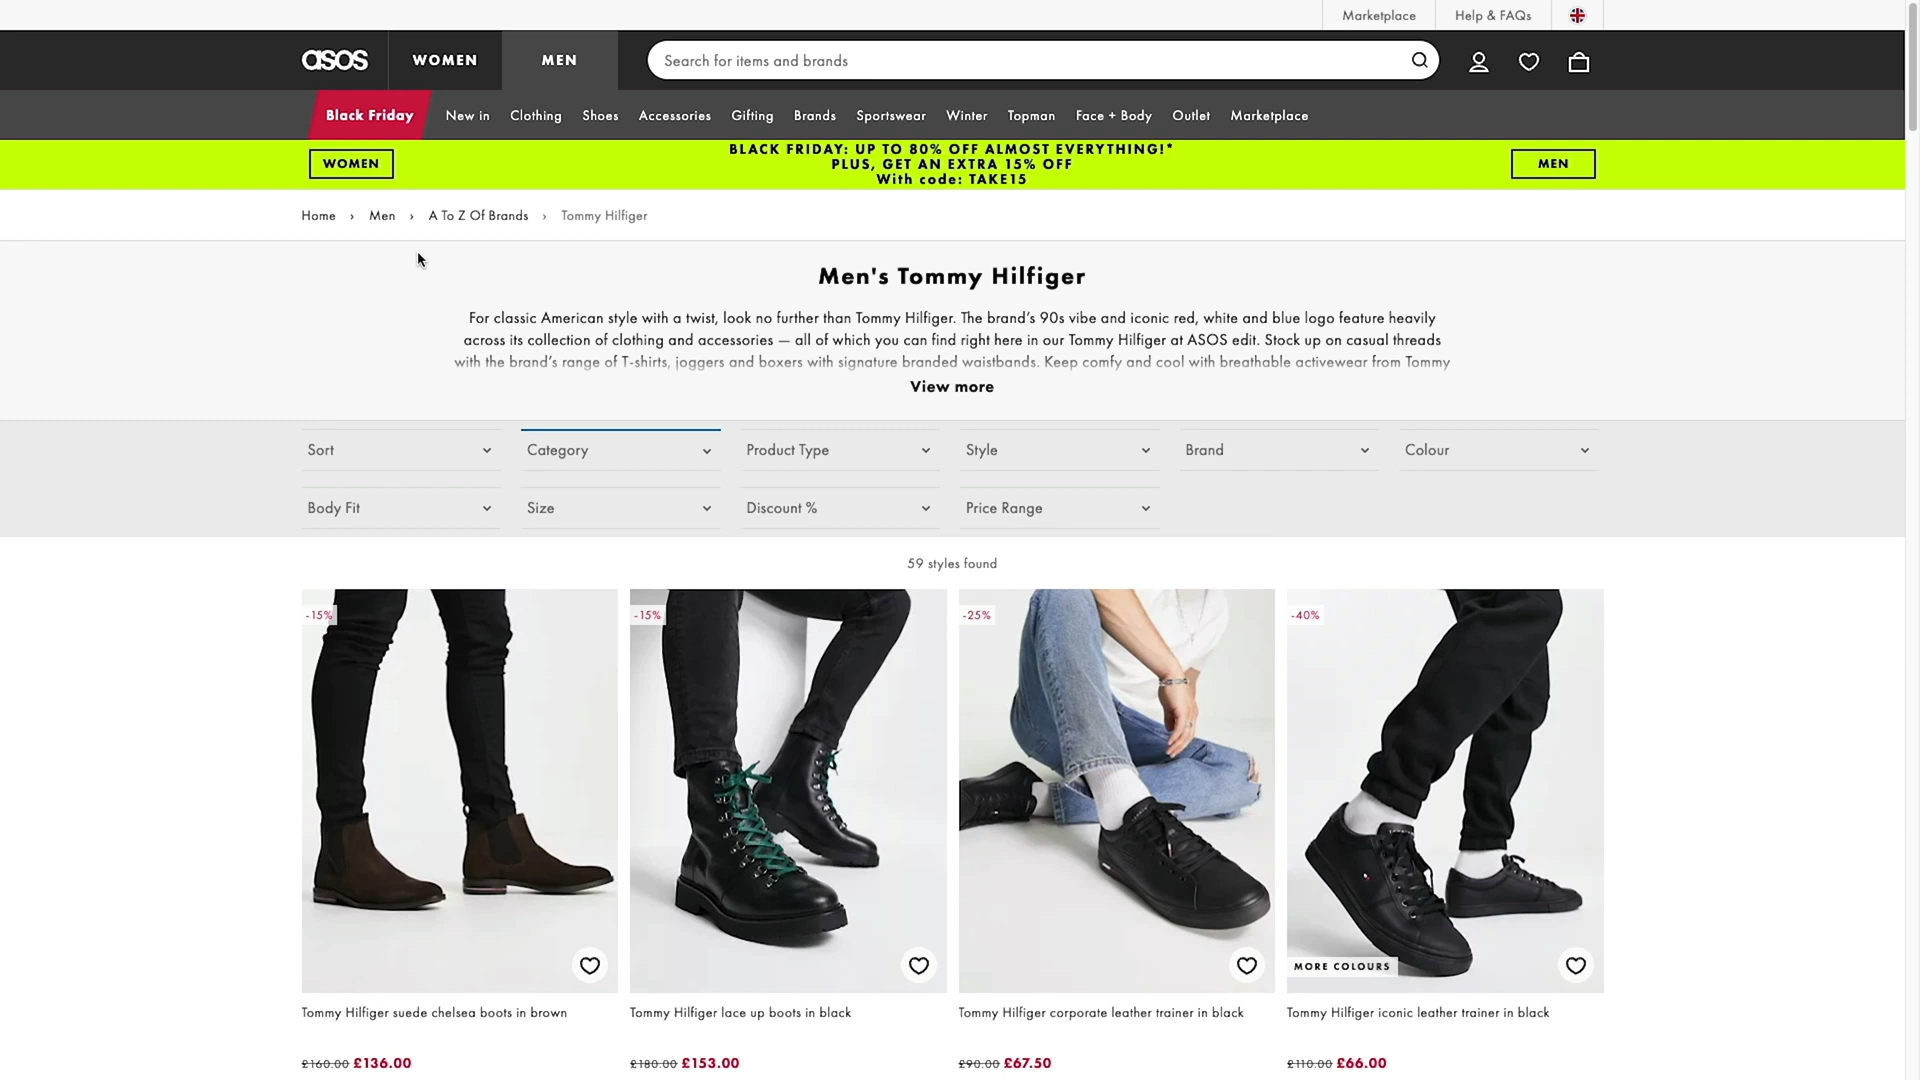 Marketplace
Help & FAQs
asos
WOMEN
MEN
Search for items and brands
Black Friday
New in
Clothing
Shoes
Accessories
Gifting
Brands
Sportswear
Winter
Topman
Face + Body
Outlet
Marketplace
WOMEN
BLACK FRIDAY: UP TO 80% OFF ALMOST EVERYTHING!*
PLUS, GET AN EXTRA 15% OFF
With code: TAKE15
MEN
Home › Men › A To Z Of Brands › Tommy Hilfiger
Men's Tommy Hilfiger
For classic American style with a twist, look no further than Tommy Hilfiger. The brand’s 90s vibe and iconic red, white and blue logo feature heavily
across its collection of clothing and accessories — all of which you can find right here in our Tommy Hilfiger at ASOS edit. Stock up on casual threads
with the brand’s range of T-shirts, joggers and boxers with signature branded waistbands. Keep comfy and cool with breathable activewear from Tommy
View more
Sort
Category
Product Type
Style
Brand
Colour
Body Fit
Size
Discount %
Price Range
59 styles found
-15%
-15%
-25%
-40%
MORE COLOURS
Tommy Hilfiger suede chelsea boots in brown
Tommy Hilfiger lace up boots in black
Tommy Hilfiger corporate leather trainer in black
Tommy Hilfiger iconic leather trainer in black
£160.00 £136.00
£180.00 £153.00
£90.00 £67.50
£110.00 £66.00